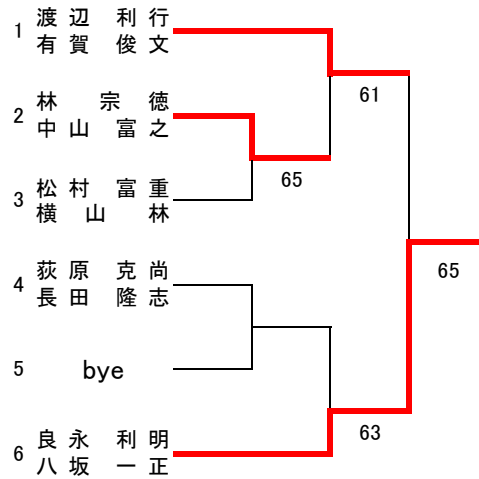 1 渡辺 利行
有賀 俊文
61
2 林 宗徳
中山富之
65
3 松村 富重
横山 林
4 荻原 克尚
長田 隆志
65
5 bye
63
6 良永 利明
八坂 一正